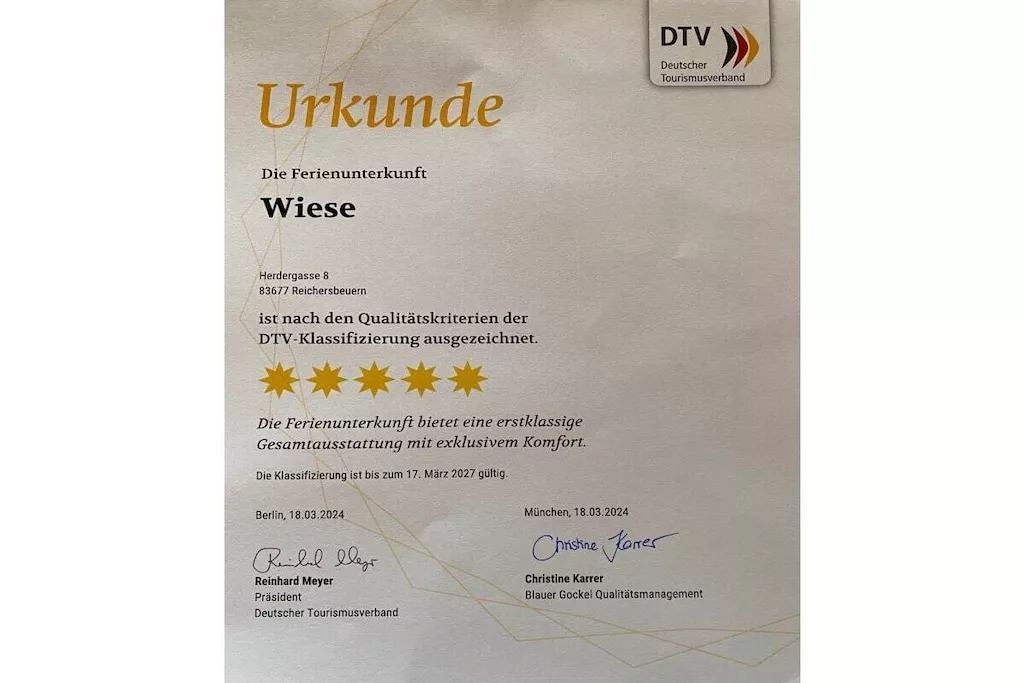 DTV
Deutscher
Tourismusverband
Urkunde
Die Ferienunterkunft
Wiese
Herdergasse 8
83677 Reichersbeuern
ist nach den Qualitätskriterien der
DTV-Klassifizierung ausgezeichnet.
Die Ferienunterkunft bietet eine erstklassige
Gesamtausstattung mit exklusivem Komfort.
Die Klassifizierung ist bis zum 17. März 2027 gültig.
Berlin, 18.03.2024
Reinhard Meyer
Reinhard Meyer
Präsident
Deutscher Tourismusverband
München, 18.03.2024
Christine Karrer
Christine Karrer
Blauer Gockel Qualitätsmanagement